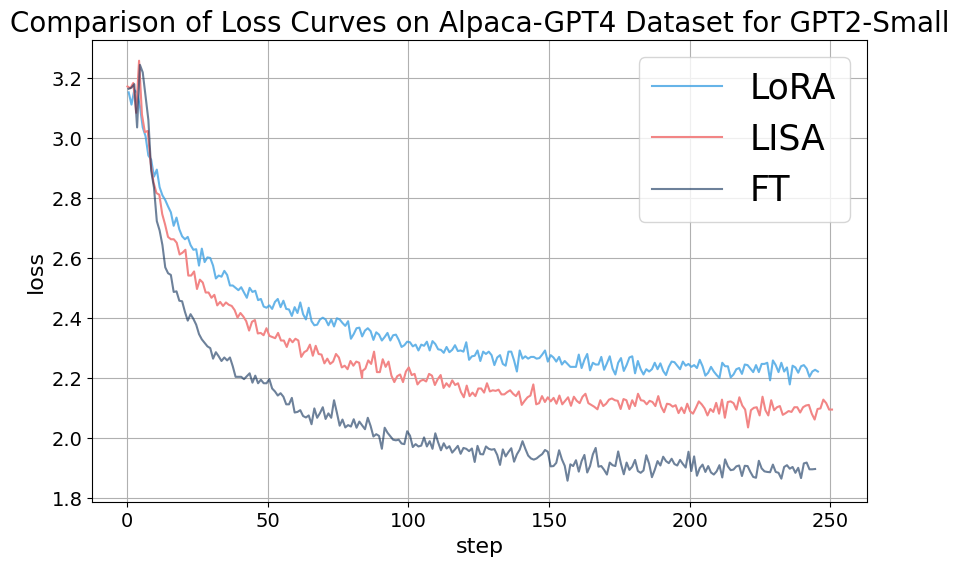 Comparison of Loss Curves on Alpaca-GPT4 Dataset for GPT2-Small
LoRA
LISA
FT
loss
3.2
3.0
2.8
2.6
2.4
2.2
2.0
1.8
0 50 100 150 200 250
step